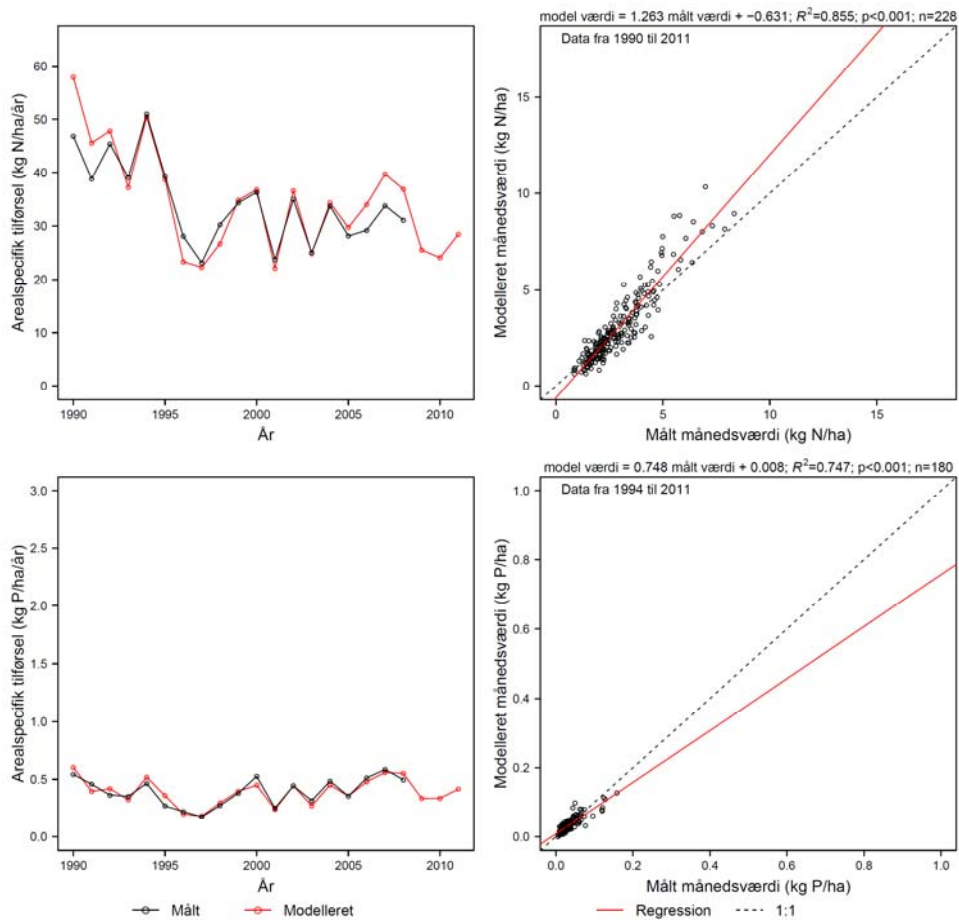 model værdi = 1.263 målt værdi + −0.631; R²=0.855; p<0.001; n=228
Arealspecifik tilførsel (kg N/ha/år)
60
50
40
30
20
10
0
1990 1995 2000 2005 2010
År
Data fra 1990 til 2011
Modelleret månedsværdi (kg N/ha)
15
10
5
0
0 5 10 15
Målt månedsværdi (kg N/ha)
model værdi = 0.748 målt værdi + 0.008; R²=0.747; p<0.001; n=180
Arealspecifik tilførsel (kg P/ha/år)
3.0
2.5
2.0
1.5
1.0
0.5
0.0
1990 1995 2000 2005 2010
År
Data fra 1994 til 2011
Modelleret månedsværdi (kg P/ha)
1.0
0.8
0.6
0.4
0.2
0.0
0.0 0.2 0.4 0.6 0.8 1.0
Målt månedsværdi (kg P/ha)
Målt Modelleret Regression 1:1